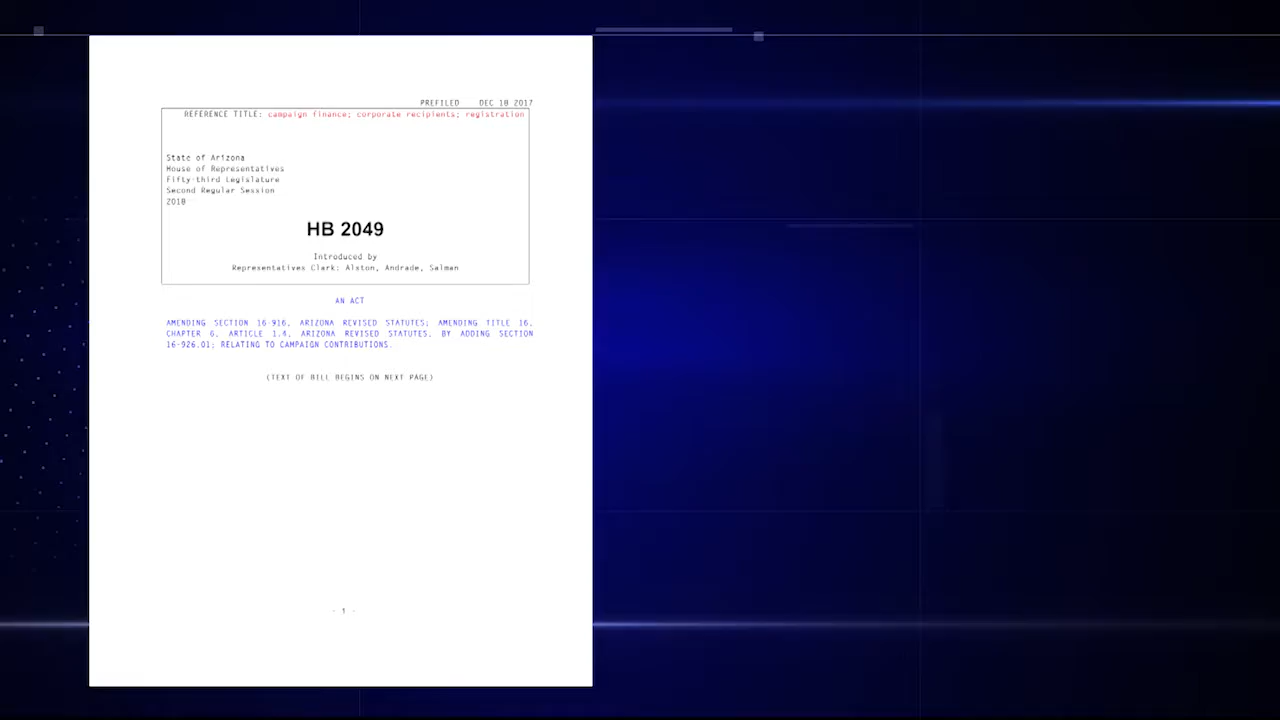 PREFILED DEC 18 2017
REFERENCE TITLE: campaign finance; corporate recipients; registration
State of Arizona
House of Representatives
Fifty-third Legislature
Second Regular Session
2018
HB 2049
Introduced by
Representatives Clark: Alston, Andrade, Salman
AN ACT
AMENDING SECTION 16-916, ARIZONA REVISED STATUTES; AMENDING TITLE 16,
CHAPTER 6, ARTICLE 1.4, ARIZONA REVISED STATUTES, BY ADDING SECTION
16-926.01; RELATING TO CAMPAIGN CONTRIBUTIONS.
(TEXT OF BILL BEGINS ON NEXT PAGE)
- 1 -